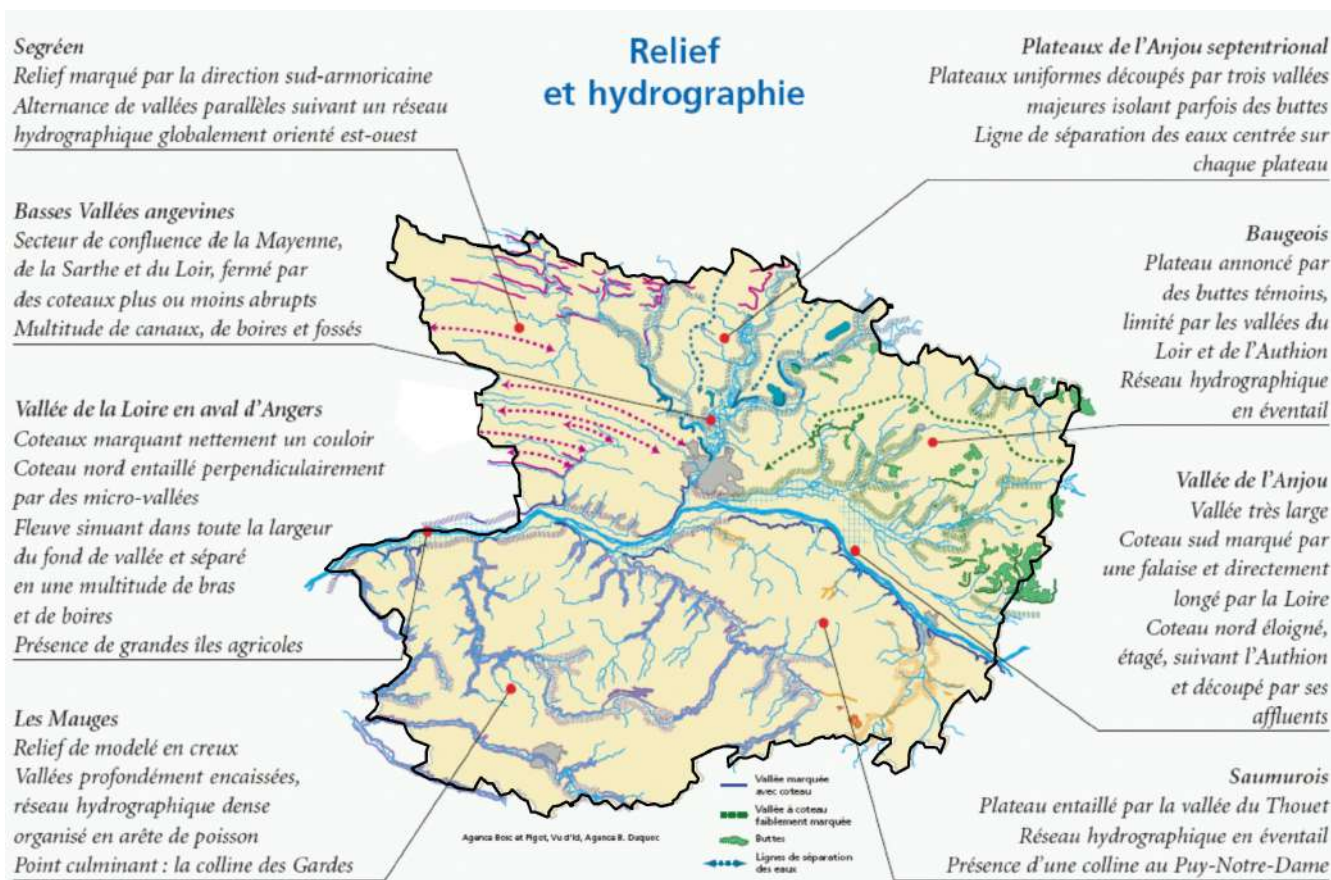 Relief
et hydrographie
Segréen
Relief marqué par la direction sud-armoricaine
Alternance de vallées parallèles suivant un réseau
hydrographique globalement orienté est-ouest
Basses Vallées angevines
Secteur de confluence de la Mayenne,
de la Sarthe et du Loir, fermé par
des coteaux plus ou moins abrupts
Multitude de canaux, de boires et fossés
Vallée de la Loire en aval d'Angers
Coteaux marquant nettement un couloir
Coteau nord entaillé perpendiculairement
par des micro-vallées
Fleuve sinuant dans toute la largeur
du fond de vallée et séparé
en une multitude de bras
et de boires
Présence de grandes îles agricoles
Les Mauges
Relief de modelé en creux
Vallées profondément encaissées,
réseau hydrographique dense
organisé en arête de poisson
Point culminant : la colline des Gardes
Plateaux de l'Anjou septentrional
Plateaux uniformes découpés par trois vallées
majeures isolant parfois des buttes
Ligne de séparation des eaux centrée sur
chaque plateau
Baugeois
Plateau annoncé par
des buttes témoins,
limité par les vallées du
Loir et de l'Authion
Réseau hydrographique
en éventail
Vallée de l'Anjou
Vallée très large
Coteau sud marqué par
une falaise et directement
longé par la Loire
Coteau nord éloigné,
étagé, suivant l'Authion
et découpé par ses
affluents
Saumurois
Plateau entaillé par la vallée du Thouet
Réseau hydrographique en éventail
Présence d'une colline au Puy-Notre-Dame
Vallée marquée
avec coteau
Vallée à coteau
faiblement marquée
Buttes
Lignes de séparation
des eaux
Agence Bosc et Pigot, Vu d'Ici, Agence B. Duquoc